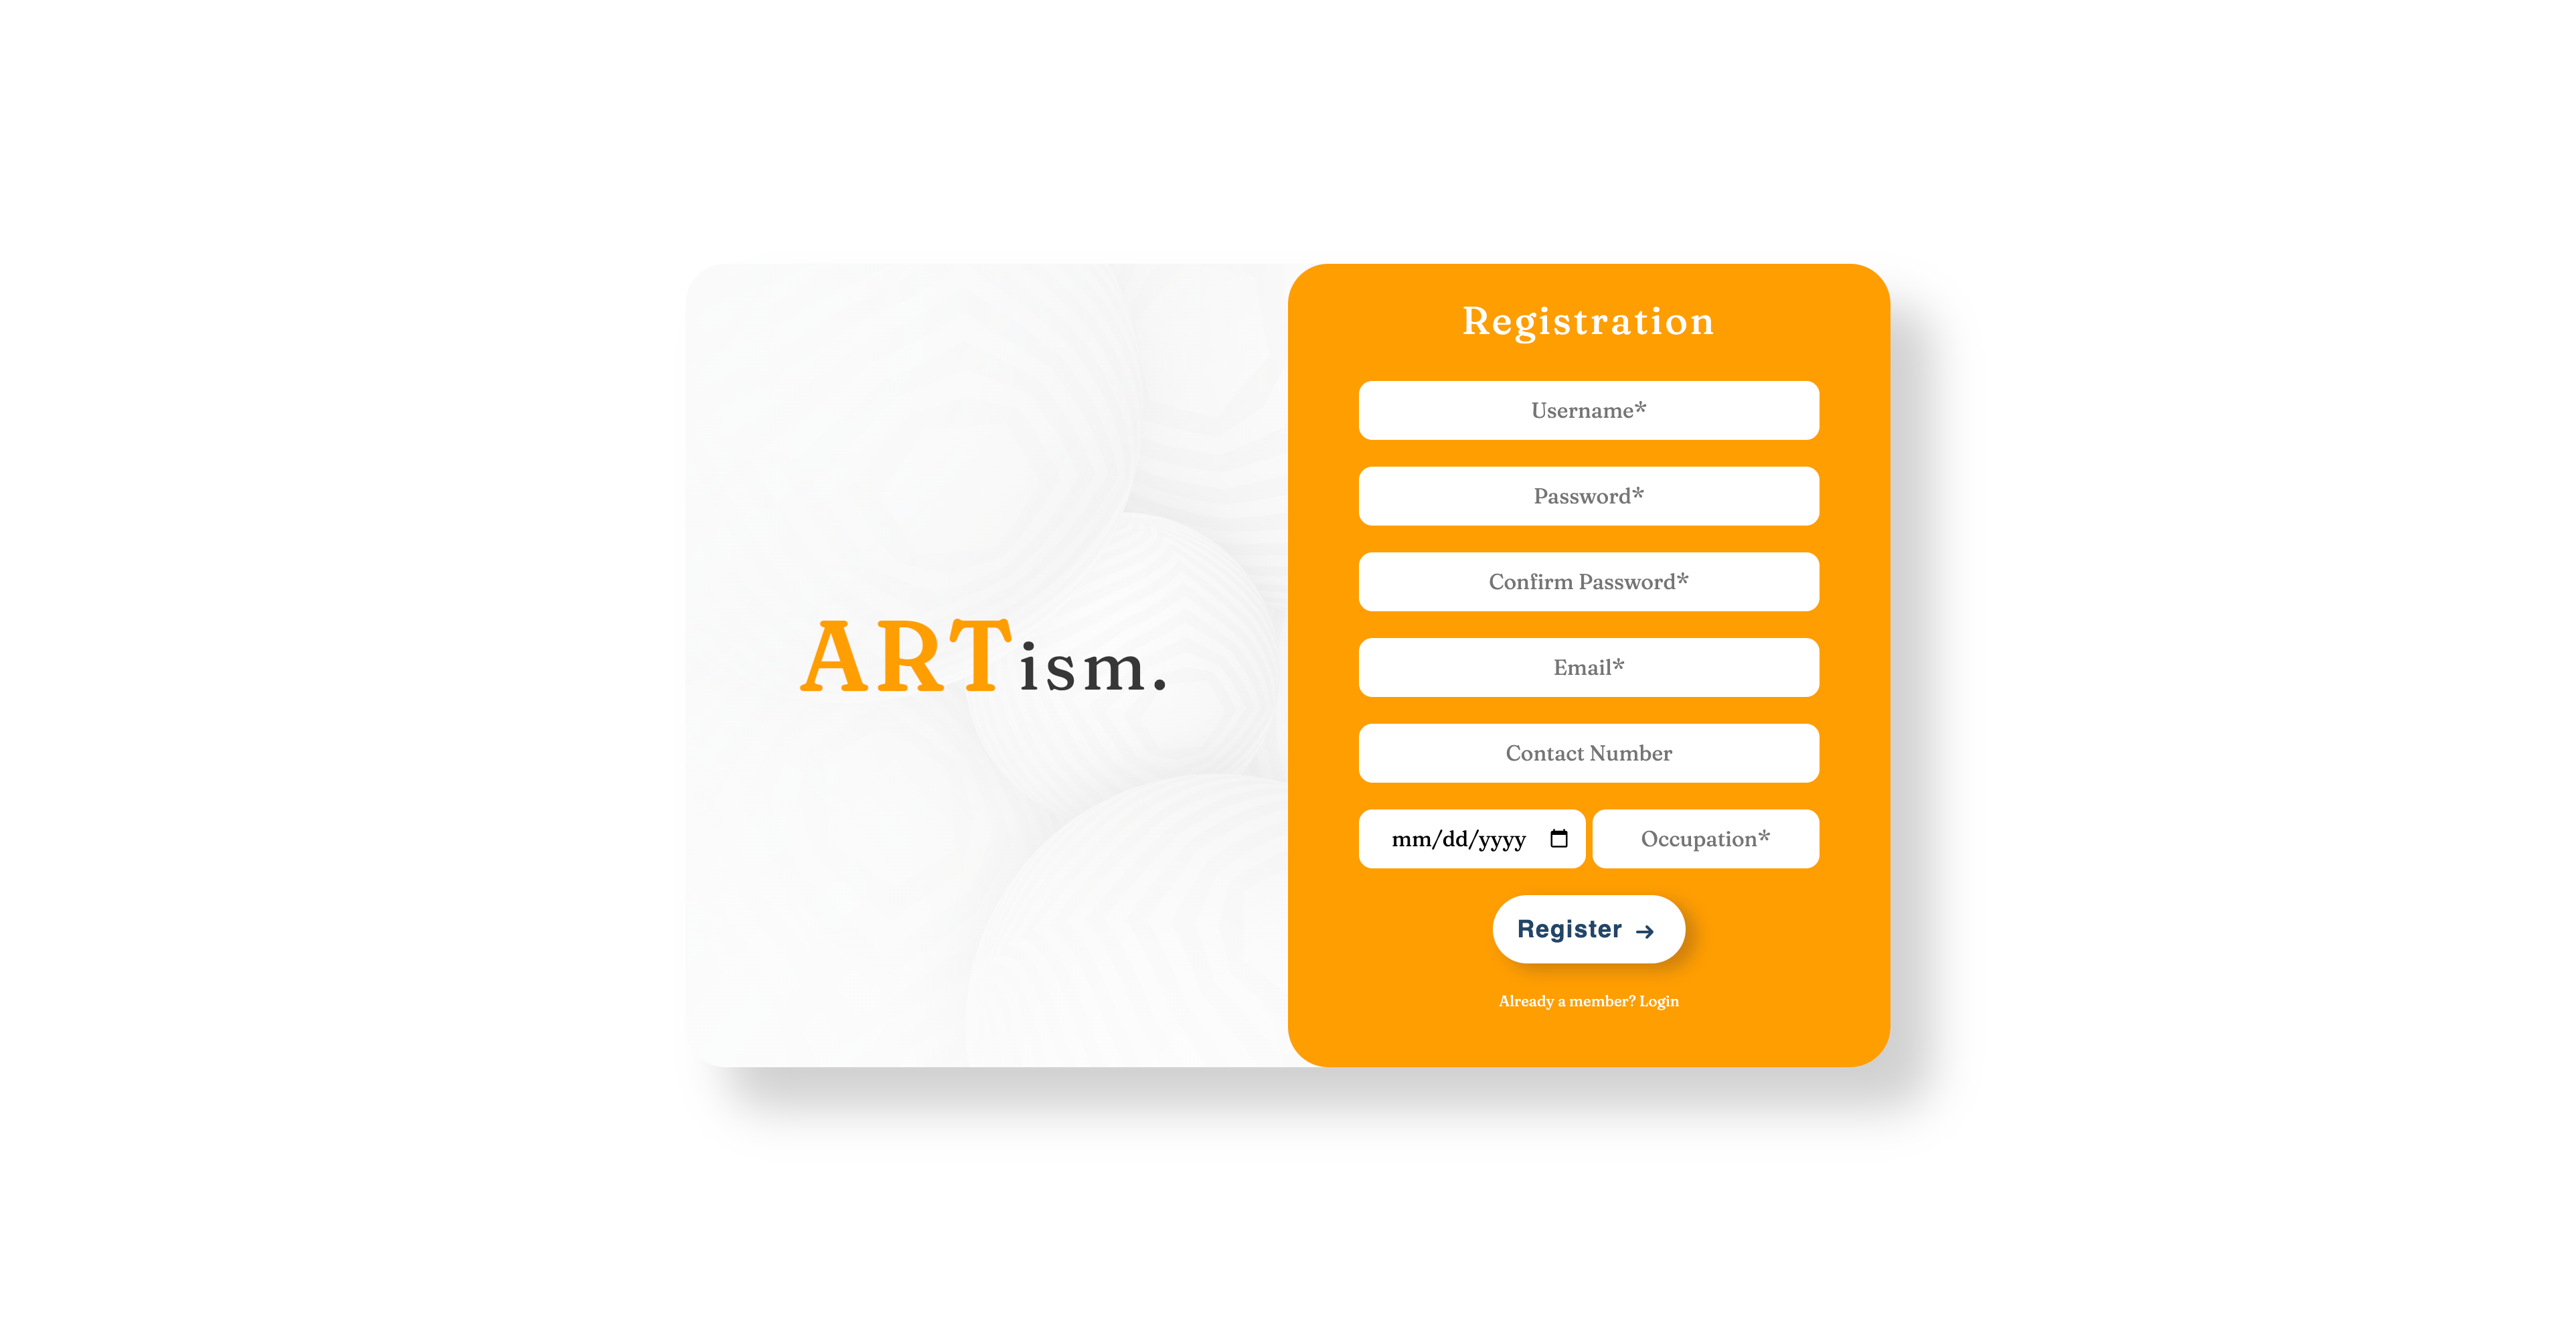 ARTism.
Registration
Username*
Password*
Confirm Password*
Email*
Contact Number
mm/dd/yyyy
Occupation*
Register →
Already a member? Login